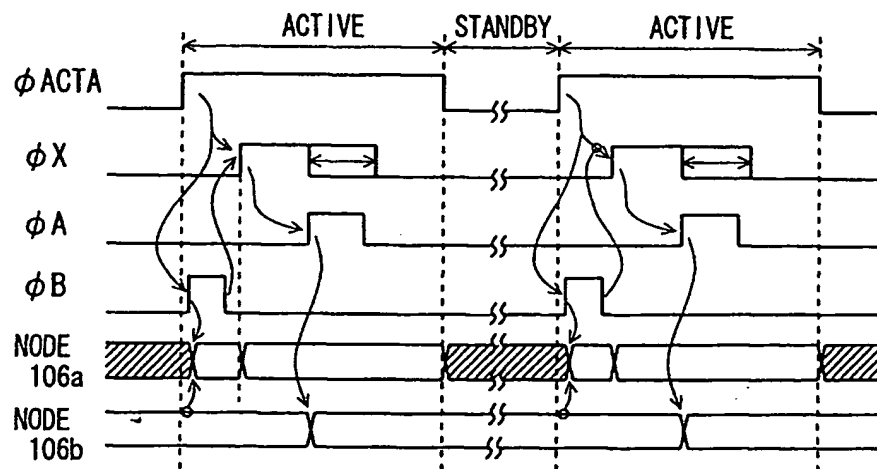 ACTIVE STANDBY ACTIVE
φACTA
φX
φA
φB
NODE
106a
NODE
106b